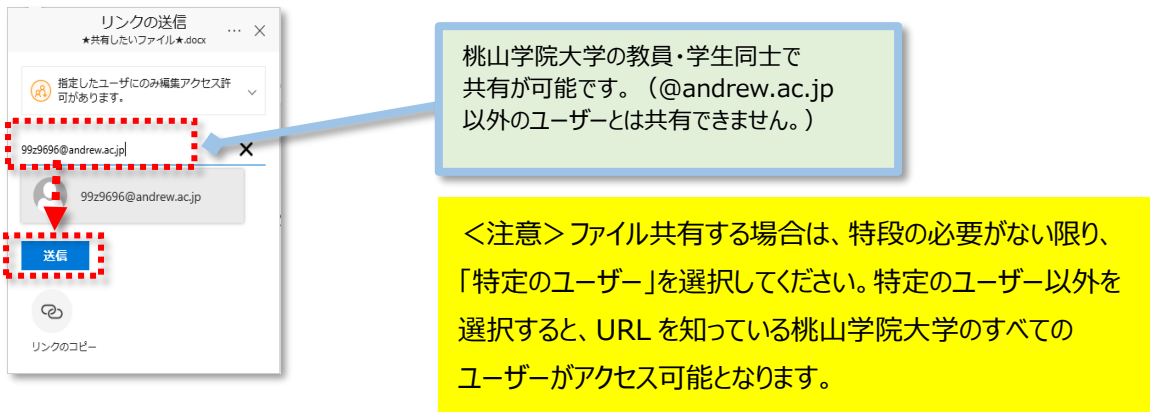 リンクの送信
★共有したいファイル★.docx
指定したユーザにのみ編集アクセス許
可があります。
99z9696@andrew.ac.jp
99z9696@andrew.ac.jp
送信
リンクのコピー
桃山学院大学の教員・学生同士で
共有が可能です。（@andrew.ac.jp
以外のユーザーとは共有できません。）
＜注意＞ファイル共有する場合は、特段の必要がない限り、
「特定のユーザー」を選択してください。特定のユーザー以外を
選択すると、URL を知っている桃山学院大学のすべての
ユーザーがアクセス可能となります。